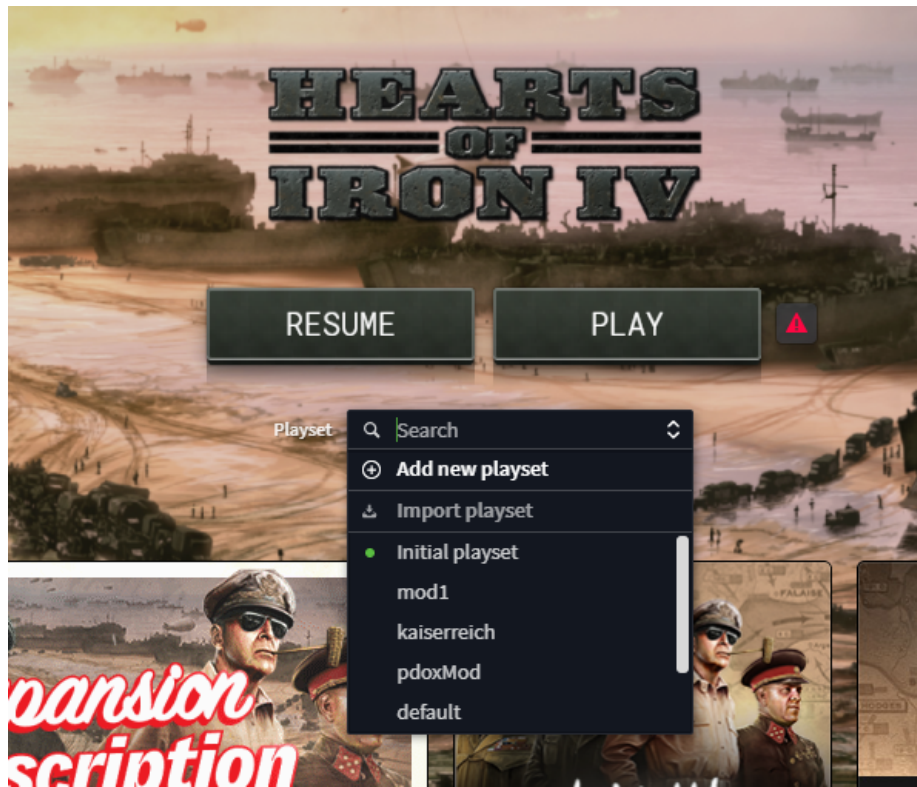 HEARTS
OF
IRON IV
RESUME
PLAY
Playset
Search
Add new playset
Import playset
Initial playset
mod1
kaiserreich
pdoxMod
default
FALAISE
pansion
scription